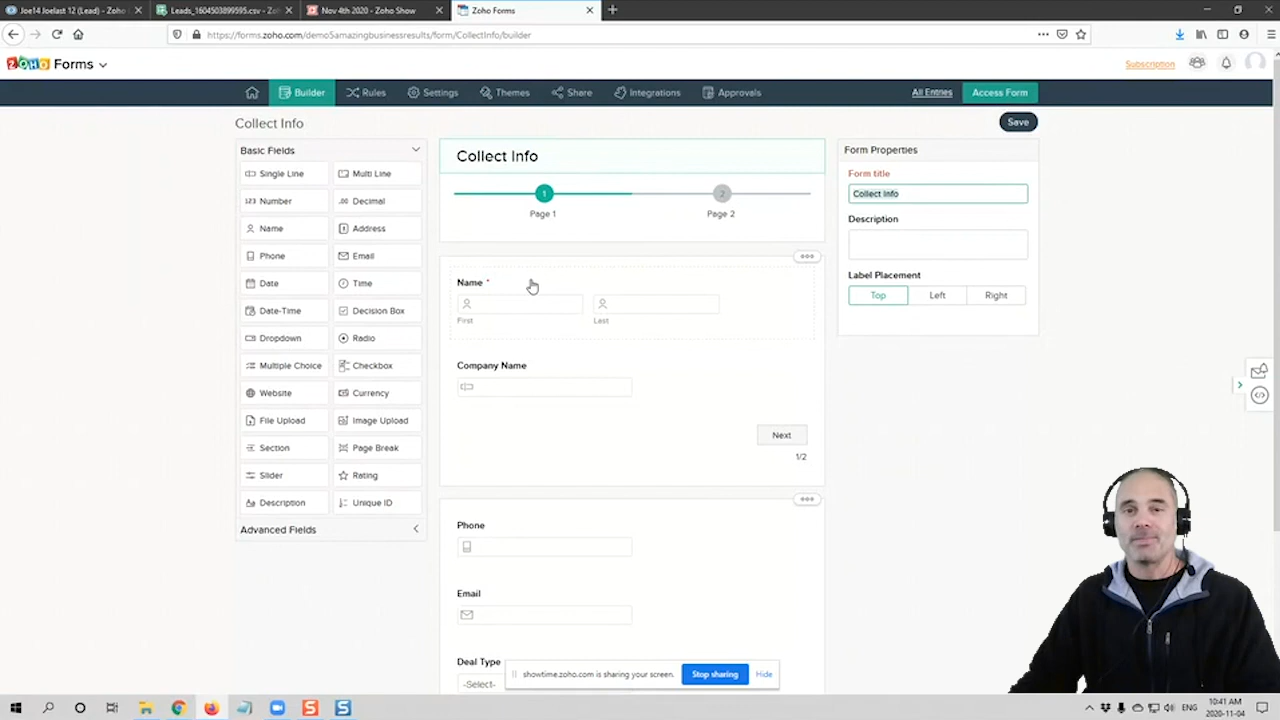 Joe14 Joelast 12 (Lead) - Zoho
Leads_1604503899595.csv - Zoh
Nov 4th 2020 - Zoho Show
Zoho Forms
https://forms.zoho.com/demo5amazingbusinessresults/form/CollectInfo/builder
ZOHO Forms
Subscription
Builder
Rules
Settings
Themes
Share
Integrations
Approvals
All Entries
Access Form
Collect Info
Save
Basic Fields
Single Line
Multi Line
123 Number
.00 Decimal
Name
Address
Phone
Email
Date
Time
Date-Time
Decision Box
Dropdown
Radio
Multiple Choice
Checkbox
Website
Currency
File Upload
Image Upload
Section
Page Break
Slider
Rating
Description
Unique ID
Advanced Fields
Collect Info
1
2
Page 1
Page 2
Name *
First
Last
Company Name
Next
1/2
Phone
Email
Deal Type
-Select-
Form Properties
Form title
Collect Info
Description
Label Placement
Top
Left
Right
showtime.zoho.com is sharing your screen.
Stop sharing
Hide
ENG
10:41 AM
2020-11-04